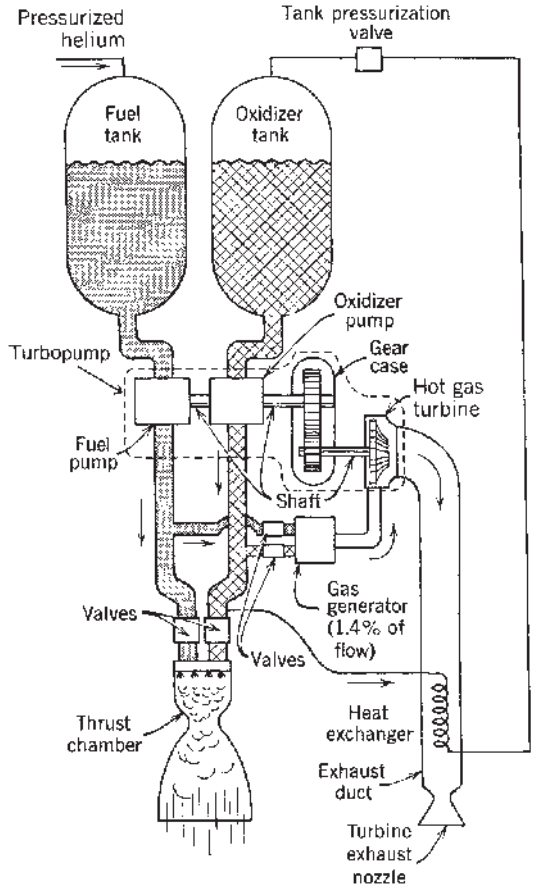 Pressurized
helium
Tank pressurization
valve
Fuel
tank
Oxidizer
tank
Oxidizer
pump
Turbopump
Gear
case
Hot gas
turbine
Fuel
pump
Shaft
Gas
generator
(1.4% of
flow)
Valves
Valves
Thrust
chamber
Heat
exchanger
Exhaust
duct
Turbine
exhaust
nozzle